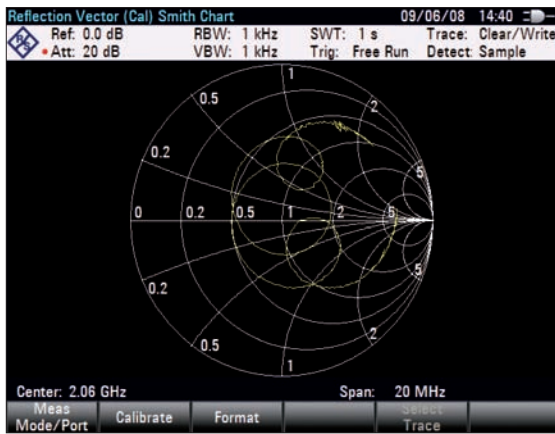 Reflection Vector (Cal) Smith Chart 09/06/08 14:40
Ref: 0.0 dB RBW: 1 kHz SWT: 1 s Trace: Clear/Write
Att: 20 dB VBW: 1 kHz Trig: Free Run Detect: Sample
1
0.5 2
0.2 5
0 0.2 0.5 1 2 5
5
0.2
0.5 2
1
Center: 2.06 GHz Span: 20 MHz
Meas Mode/Port Calibrate Format Select Trace